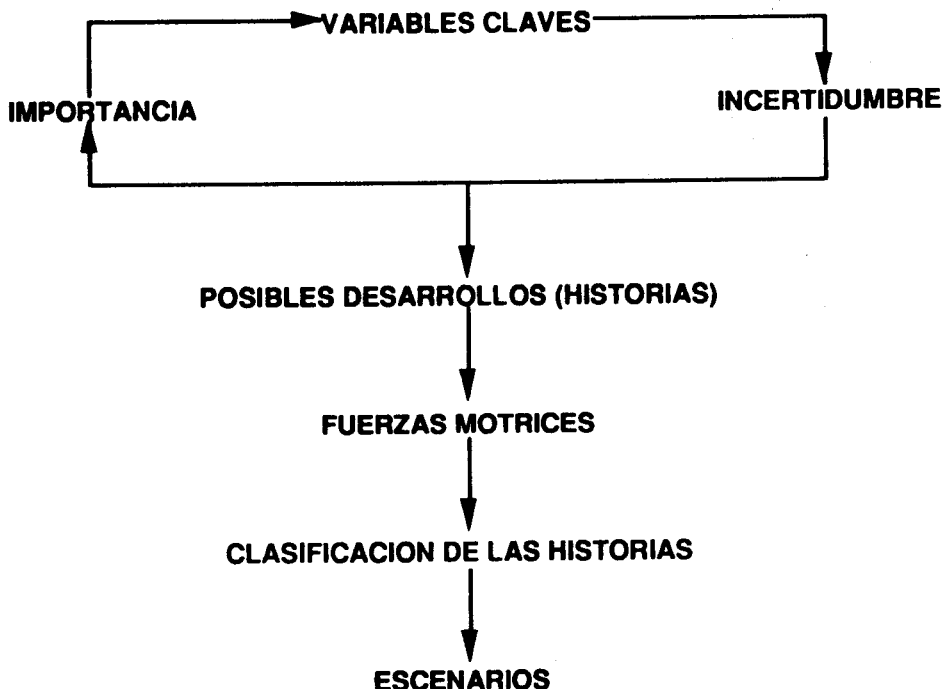 VARIABLES CLAVES
IMPORTANCIA
INCERTIDUMBRE
POSIBLES DESARROLLOS (HISTORIAS)
FUERZAS MOTRICES
CLASIFICACION DE LAS HISTORIAS
ESCENARIOS